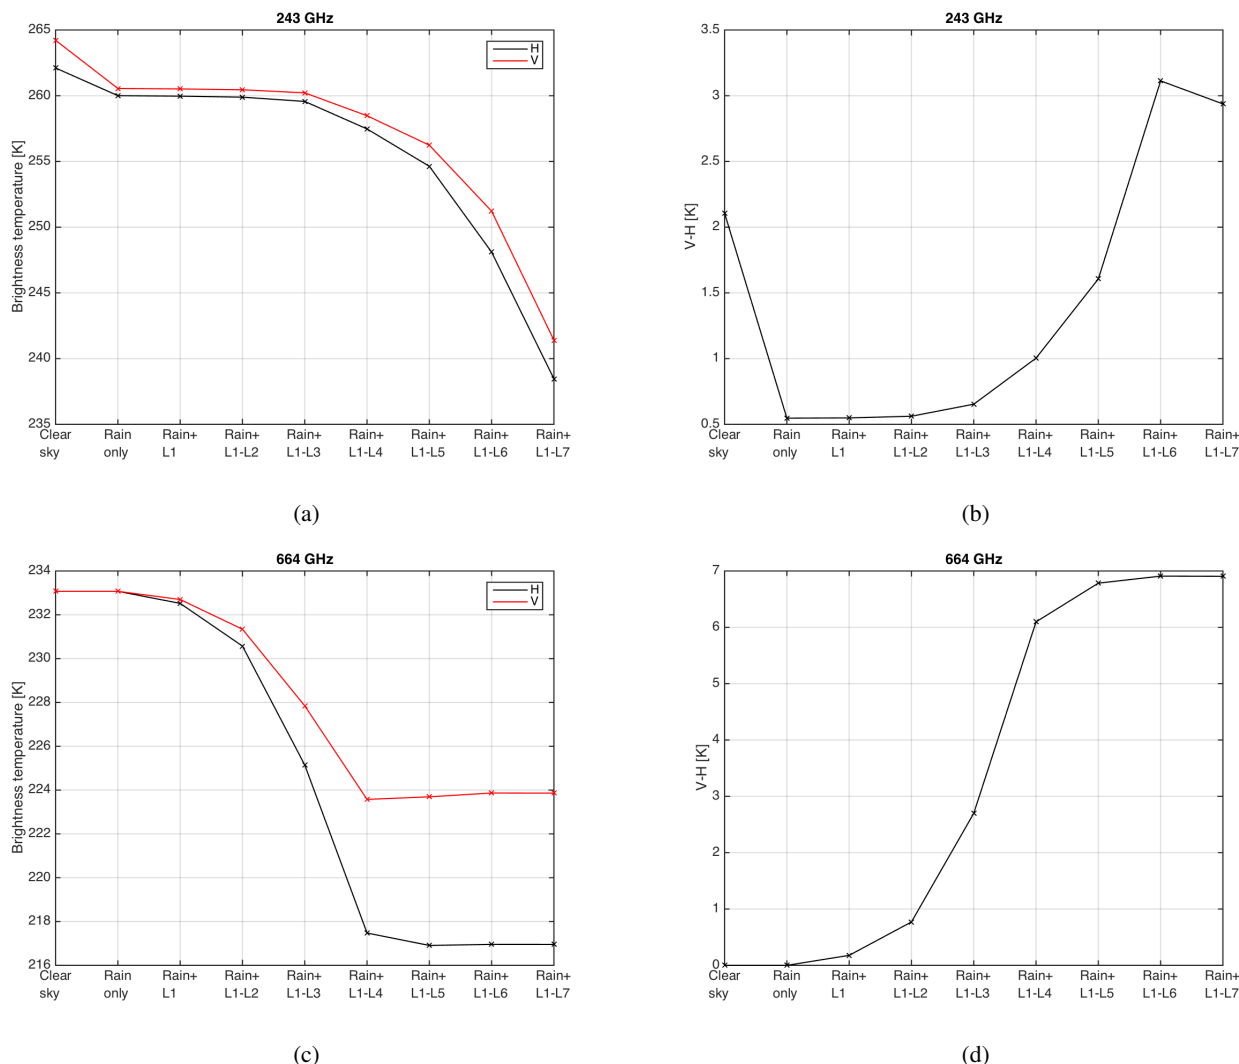 243 GHz
265
260
255
250
245
240
235
Brightness temperature [K]
H
V
Clear sky
Rain only
Rain+ L1
Rain+ L1-L2
Rain+ L1-L3
Rain+ L1-L4
Rain+ L1-L5
Rain+ L1-L6
Rain+ L1-L7
(a)
243 GHz
3.5
3
2.5
2
1.5
1
0.5
V-H [K]
Clear sky
Rain only
Rain+ L1
Rain+ L1-L2
Rain+ L1-L3
Rain+ L1-L4
Rain+ L1-L5
Rain+ L1-L6
Rain+ L1-L7
(b)
664 GHz
234
232
230
228
226
224
222
220
218
216
Brightness temperature [K]
H
V
Clear sky
Rain only
Rain+ L1
Rain+ L1-L2
Rain+ L1-L3
Rain+ L1-L4
Rain+ L1-L5
Rain+ L1-L6
Rain+ L1-L7
(c)
664 GHz
7
6
5
4
3
2
1
0
V-H [K]
Clear sky
Rain only
Rain+ L1
Rain+ L1-L2
Rain+ L1-L3
Rain+ L1-L4
Rain+ L1-L5
Rain+ L1-L6
Rain+ L1-L7
(d)